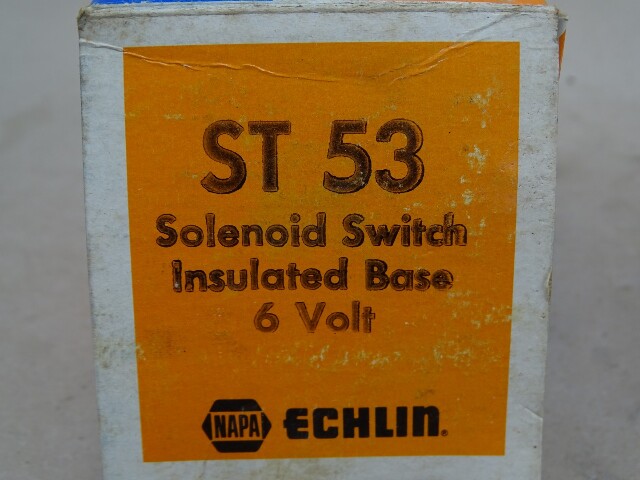 ST 53
Solenoid Switch
Insulated Base
6 Volt
NAPA ECHLIN®